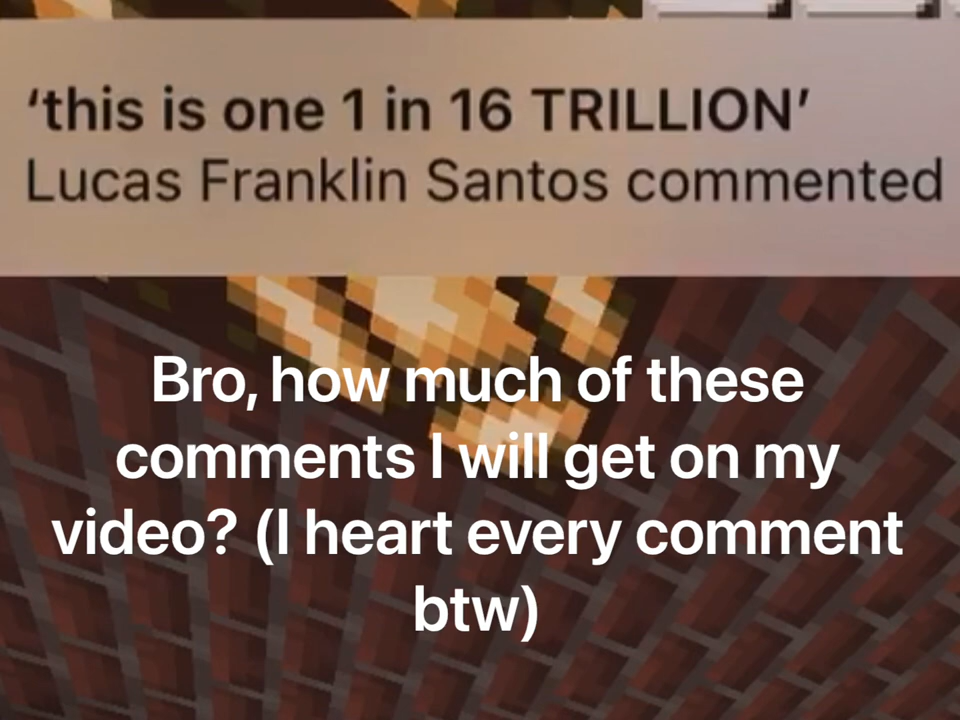 ‘this is one 1 in 16 TRILLION’
Lucas Franklin Santos commented
Bro, how much of these
comments I will get on my
video? (I heart every comment
btw)